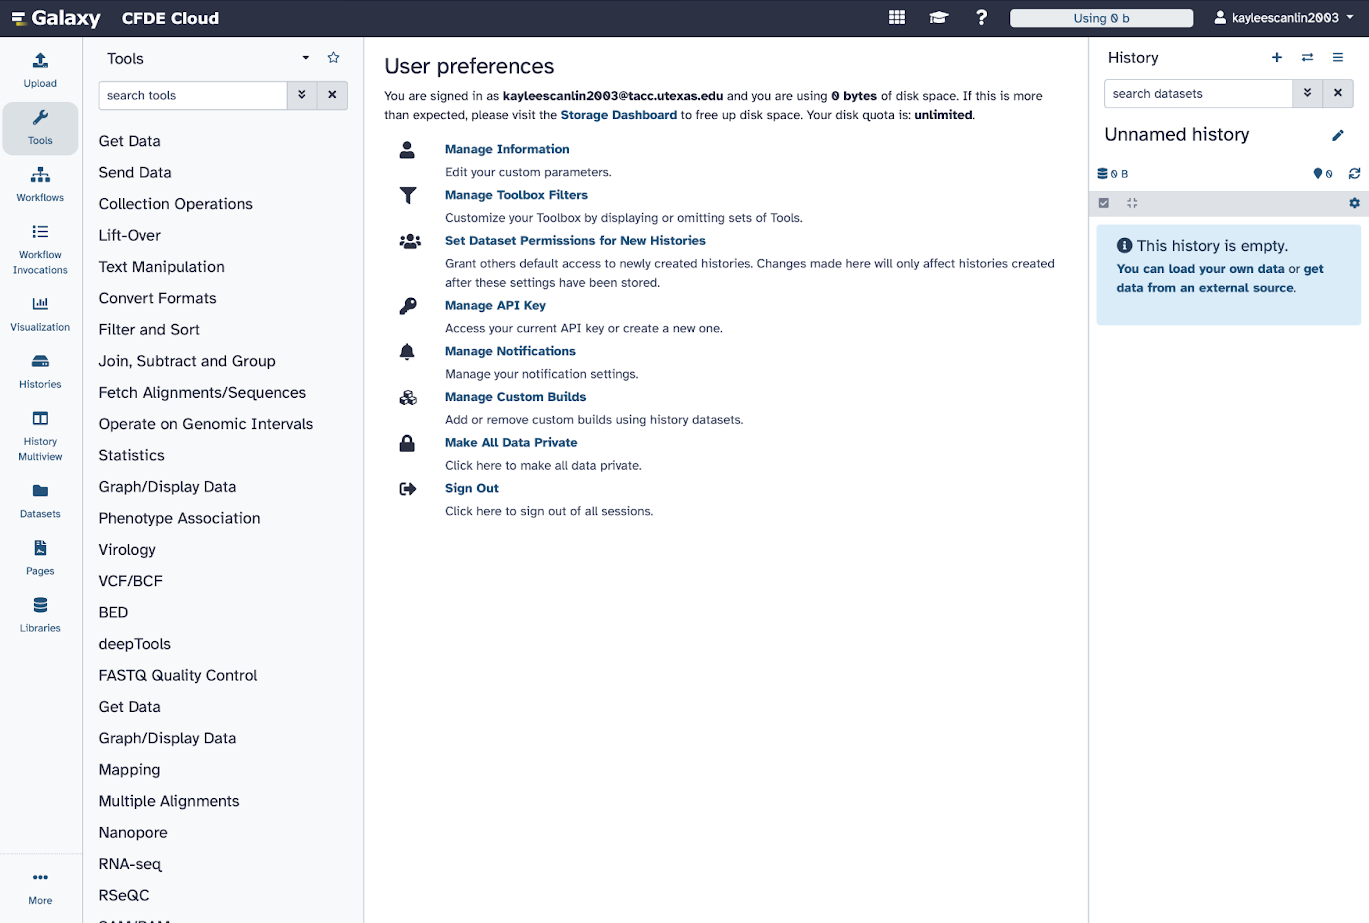 Galaxy CFDE Cloud
Using 0 b
kayleescanlin2003
Upload
Tools
Workflows
Workflow
Invocations
Visualization
Histories
History
Multiview
Datasets
Pages
Libraries
More
Tools
search tools
Get Data
Send Data
Collection Operations
Lift-Over
Text Manipulation
Convert Formats
Filter and Sort
Join, Subtract and Group
Fetch Alignments/Sequences
Operate on Genomic Intervals
Statistics
Graph/Display Data
Phenotype Association
Virology
VCF/BCF
BED
deepTools
FASTQ Quality Control
Get Data
Graph/Display Data
Mapping
Multiple Alignments
Nanopore
RNA-seq
RSeQC
User preferences
You are signed in as kayleescanlin2003@tacc.utexas.edu and you are using 0 bytes of disk space. If this is more
than expected, please visit the Storage Dashboard to free up disk space. Your disk quota is: unlimited.
Manage Information
Edit your custom parameters.
Manage Toolbox Filters
Customize your Toolbox by displaying or omitting sets of Tools.
Set Dataset Permissions for New Histories
Grant others default access to newly created histories. Changes made here will only affect histories created
after these settings have been stored.
Manage API Key
Access your current API key or create a new one.
Manage Notifications
Manage your notification settings.
Manage Custom Builds
Add or remove custom builds using history datasets.
Make All Data Private
Click here to make all data private.
Sign Out
Click here to sign out of all sessions.
History
search datasets
Unnamed history
0 B
0
This history is empty.
You can load your own data or get
data from an external source.